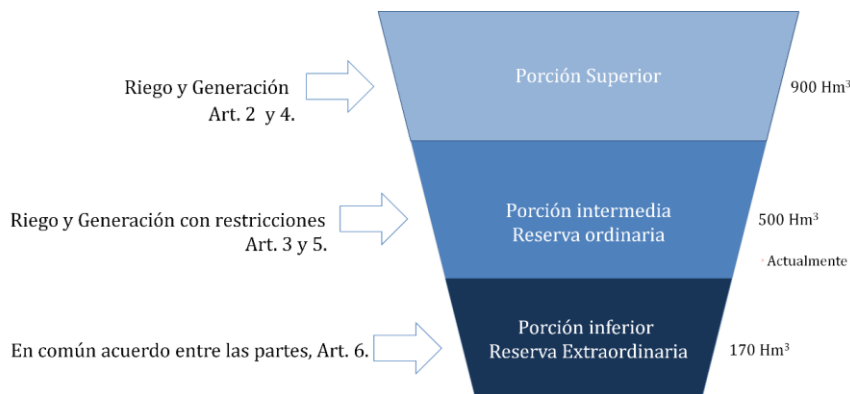 Riego y Generación
Art. 2 y 4.
Porción Superior
900 Hm³
Riego y Generación con restricciones
Art. 3 y 5.
Porción intermedia
Reserva ordinaria
500 Hm³
Actualmente
En común acuerdo entre las partes, Art. 6.
Porción inferior
Reserva Extraordinaria
170 Hm³